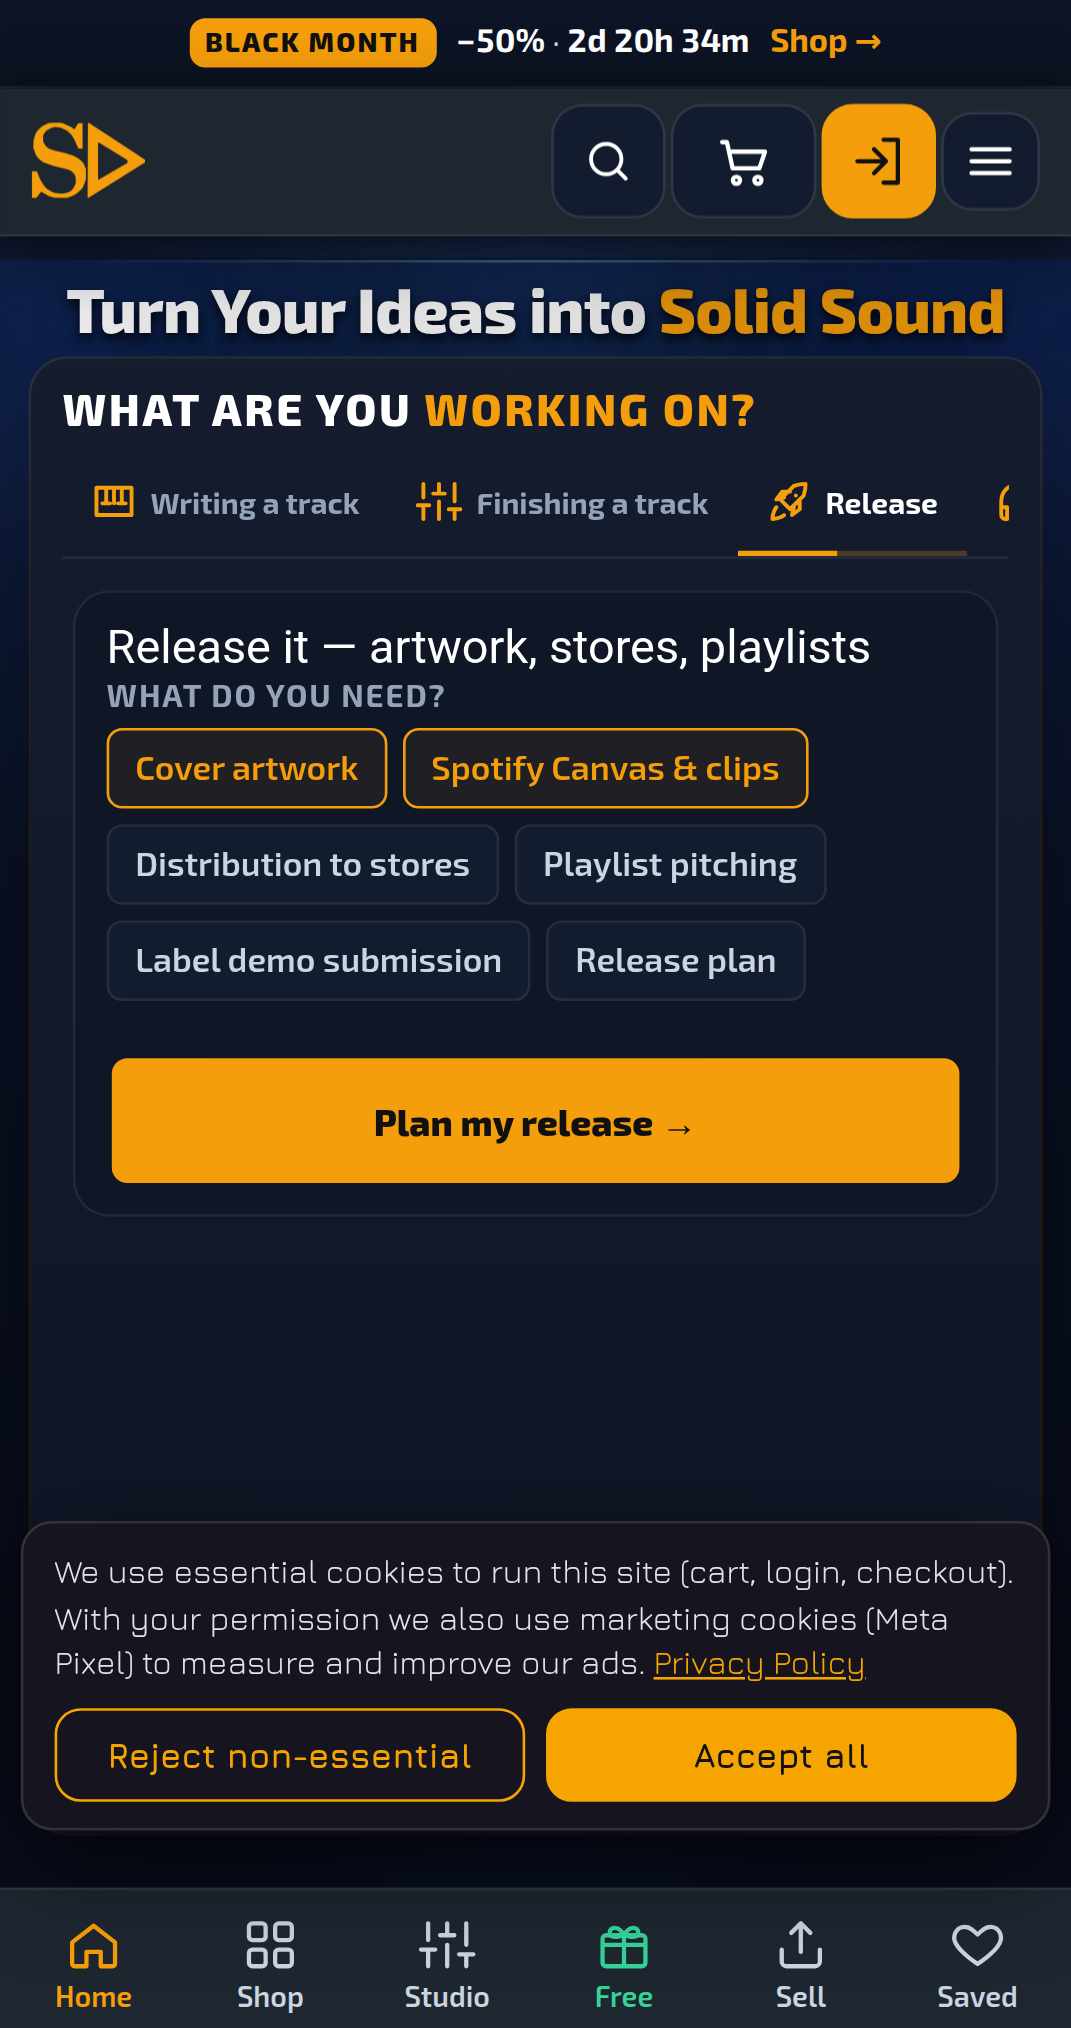 BLACK MONTH −50% · 2d 20h 34m Shop →
S
Turn Your Ideas into Solid Sound
WHAT ARE YOU WORKING ON?
Writing a track Finishing a track Release
Release it — artwork, stores, playlists
WHAT DO YOU NEED?
Cover artwork Spotify Canvas & clips
Distribution to stores Playlist pitching
Label demo submission Release plan
Plan my release →
We use essential cookies to run this site (cart, login, checkout).
With your permission we also use marketing cookies (Meta
Pixel) to measure and improve our ads. Privacy Policy.
Reject non-essential Accept all
Home Shop Studio Free Sell Saved